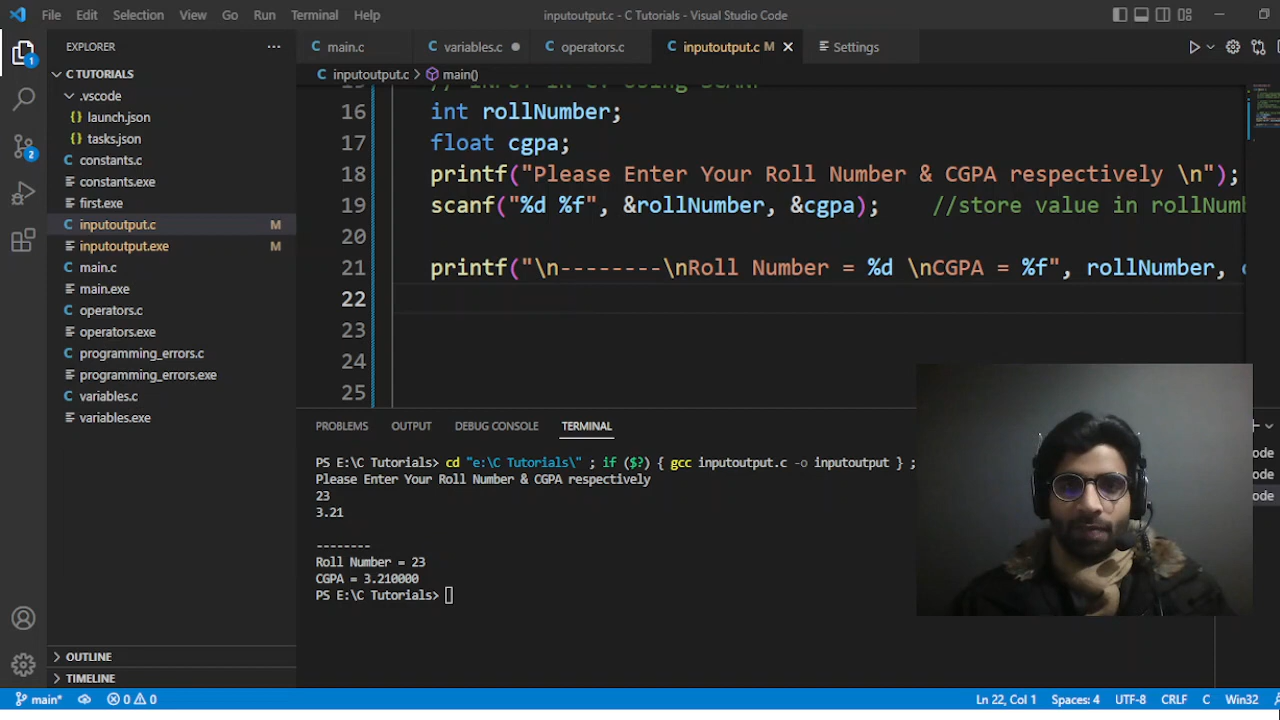 File Edit Selection View Go Run Terminal Help inputoutput.c - C Tutorials - Visual Studio Code
EXPLORER
main.c variables.c operators.c inputoutput.c M Settings
C TUTORIALS
inputoutput.c > main()
.vscode
launch.json
tasks.json
constants.c
constants.exe
first.exe
inputoutput.c M
inputoutput.exe M
main.c
main.exe
operators.c
operators.exe
programming_errors.c
programming_errors.exe
variables.c
variables.exe
OUTLINE
TIMELINE
1
2
16 int rollNumber;
17 float cgpa;
18 printf("Please Enter Your Roll Number & CGPA respectively \n");
19 scanf("%d %f", &rollNumber, &cgpa); //store value in
20
21 printf("\n--------\nRoll Number = %d \nCGPA = %f", rollNumber,
22
23
24
25
PROBLEMS OUTPUT DEBUG CONSOLE TERMINAL
PS E:\C Tutorials> cd "e:\C Tutorials\" ; if ($?) { gcc inputoutput.c -o inputoutput } ;
Please Enter Your Roll Number & CGPA respectively
23
3.21
--------
Roll Number = 23
CGPA = 3.210000
PS E:\C Tutorials>
main* 0 0 Ln 22, Col 1 Spaces: 4 UTF-8 CRLF C Win32